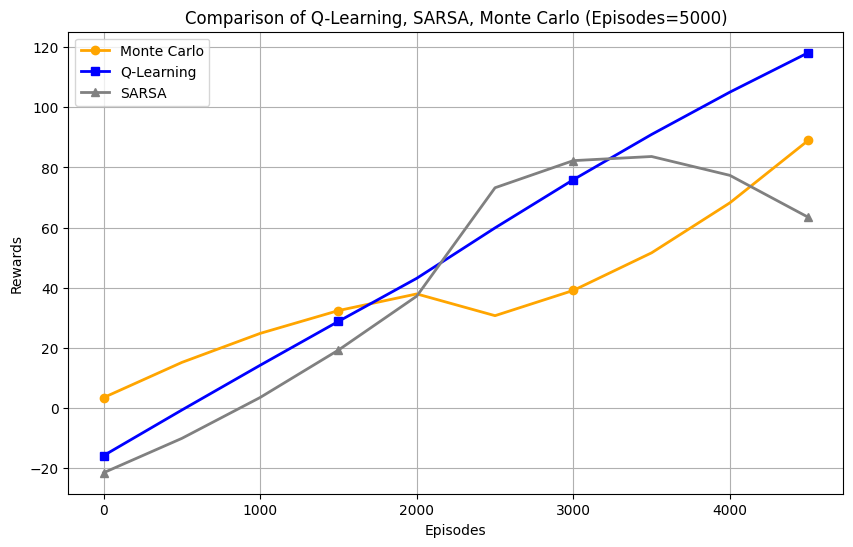 Comparison of Q-Learning, SARSA, Monte Carlo (Episodes=5000)
Monte Carlo
Q-Learning
SARSA
120
100
80
60
40
20
0
−20
Rewards
0 1000 2000 3000 4000
Episodes